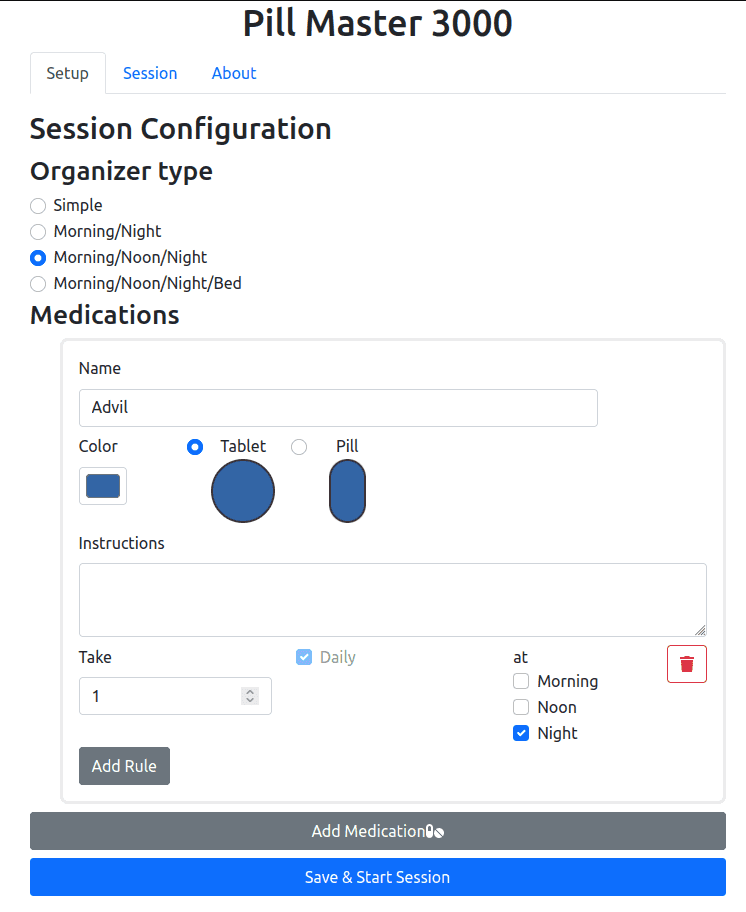 Pill Master 3000
Setup Session About
Session Configuration
Organizer type
Simple
Morning/Night
Morning/Noon/Night
Morning/Noon/Night/Bed
Medications
Name
Advil
Color Tablet Pill
Instructions
Take Daily at
Morning
1 Noon
Night
Add Rule
Add Medication
Save & Start Session